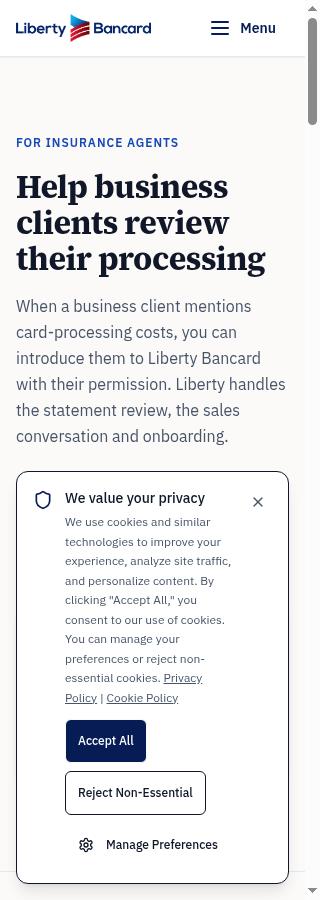 Liberty Bancard
Menu
FOR INSURANCE AGENTS
Help business
clients review
their processing
When a business client mentions
card-processing costs, you can
introduce them to Liberty Bancard
with their permission. Liberty handles
the statement review, the sales
conversation and onboarding.
We value your privacy
We use cookies and similar
technologies to improve your
experience, analyze site traffic,
and personalize content. By
clicking "Accept All," you
consent to our use of cookies.
You can manage your
preferences or reject non-
essential cookies. Privacy
Policy | Cookie Policy
Accept All
Reject Non-Essential
Manage Preferences